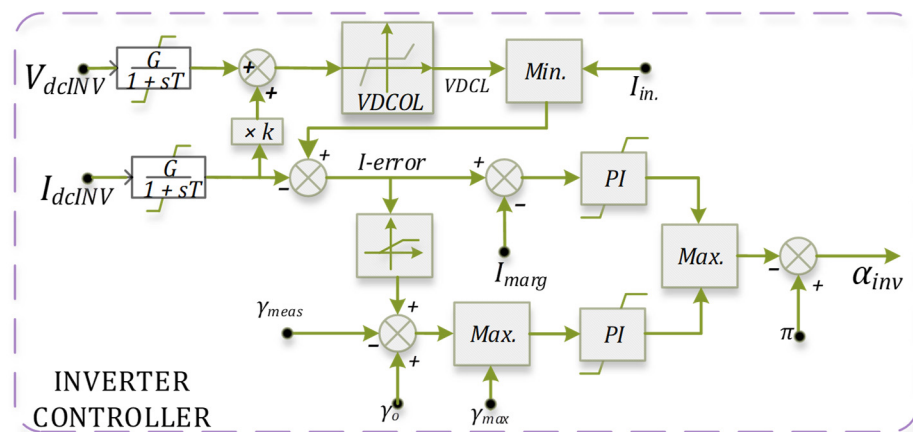 V_dcINV
G
1 + sT
+
+
VDCOL
VDCL
Min.
I_in.
× k
I_dcINV
G
1 + sT
+
-
I-error
+
-
PI
I_marg
Max.
-
+
α_inv
π
γ_meas
+
-
+
Max.
PI
γ_o
γ_max
INVERTER
CONTROLLER